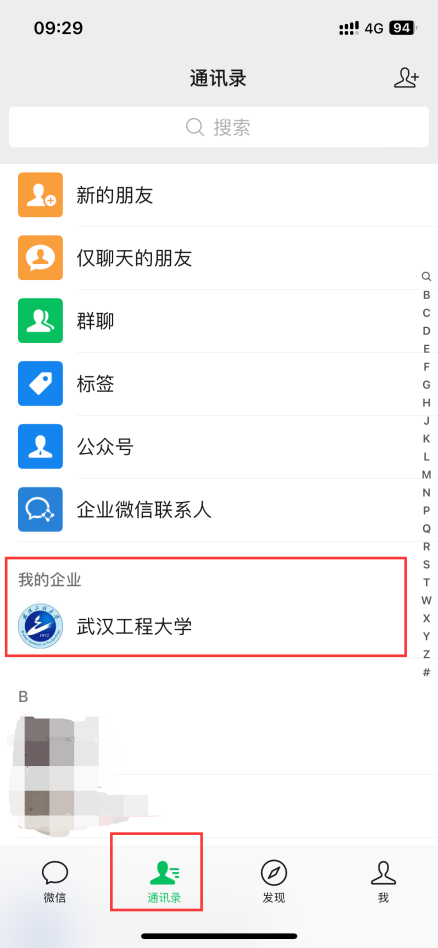 09:29
4G 94
通讯录
搜索
新的朋友
仅聊天的朋友
群聊
标签
公众号
企业微信联系人
我的企业
武汉工程大学
B
B
C
D
E
F
G
H
J
K
L
M
N
P
Q
R
S
T
W
X
Y
Z
#
微信
通讯录
发现
我